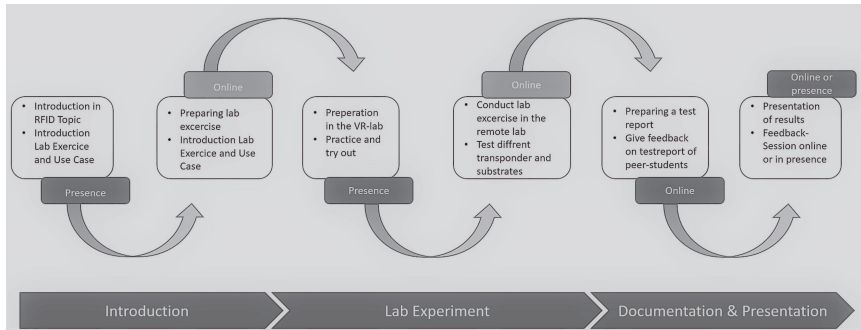 • Introduction in
RFID Topic
• Introduction
Lab Exercice
and Use Case
Presence
Online
• Preparing lab
excercise
• Introduction Lab
Exercice and Use
Case
• Preperation
in the VR-lab
• Practice and
try out
Presence
Online
• Conduct lab
excercise in the
remote lab
• Test diffrent
transponder and
substrates
• Preparing a test
report
• Give feedback
on testreport of
peer-students
Online
Online or
presence
• Presentation
of results
• Feedback-
Session online
or in presence
Introduction
Lab Experiment
Documentation & Presentation